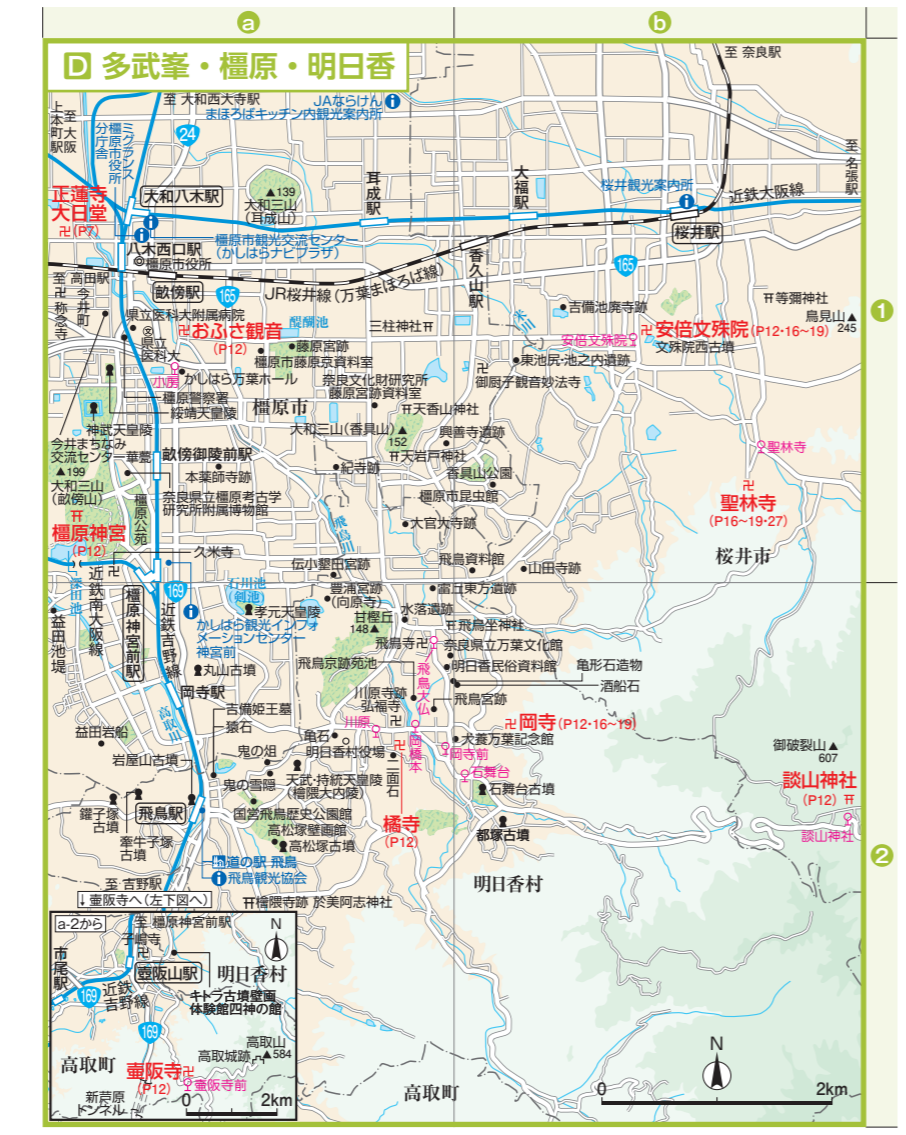 a
b
D 多武峯・橿原・明日香
至 奈良駅
至 大和西大寺駅
JAならけん
まほろばキッチン内観光案内所
至 大阪
上本町駅
ミグランス
橿原市役所
分庁舎
24
至 名張駅
正蓮寺
大日堂
卍(P7)
大和八木駅
▲139
大和三山
(耳成山)
耳成駅
大福駅
桜井観光案内所
近鉄大阪線
桜井駅
八木西口駅
◎橿原市役所
橿原市観光交流センター
(かしはらナビプラザ)
香久山駅
165
至 高田駅
畝傍駅
165
JR桜井線(万葉まほろば線)
至 卍 称念寺
今井町
県立医科大附属病院
県立
医科大
卍おふさ観音
(P12)
醍醐池
三柱神社
米川
吉備池廃寺跡
等彌神社
鳥見山▲
245
1
安倍文殊院
卍安倍文殊院(P12・16〜19)
文殊院西古墳
藤原宮跡
橿原市藤原京資料室
小房
かしはら万葉ホール
奈良文化財研究所
藤原宮跡資料室
東池尻・池之内遺跡
卍
御厨子観音妙法寺
橿原警察署
綏靖天皇陵
橿原市
天香山神社
神武天皇陵
大和三山(香具山)▲
152
興善寺遺跡
今井まちなみ
交流センター華甍
畝傍御陵前駅
天岩戸神社
聖林寺
▲199
大和三山
(畝傍山)
本薬師寺跡
紀寺跡
香具山公園
橿原公苑
奈良県立橿原考古学
研究所附属博物館
橿原市昆虫館
卍
聖林寺
(P16〜19・27)
橿原神宮
(P12)
飛鳥川
大官大寺跡
桜井市
久米寺
卍
伝小墾田宮跡
飛鳥資料館
山田寺跡
深田池
近鉄南大阪線
橿原神宮前駅
169
近鉄吉野線
石川池
(剣池)
豊浦宮跡
(向原寺)
雷丘東方遺跡
益田池堤
かしはら観光インフォ
メーションセンター
神宮前
孝元天皇陵
甘樫丘
148▲
水落遺跡
飛鳥坐神社
飛鳥寺卍
奈良県立万葉文化館
丸山古墳
飛鳥京跡苑池
飛鳥大仏
明日香民俗資料館
亀形石造物
酒船石
岡寺駅
高取川
川原寺跡
弘福寺
卍
飛鳥宮跡
吉備姫王墓
猿石
川原
卍岡寺(P12・16〜19)
益田岩船
亀石
明日香村役場
岡橋本
犬養万葉記念館
岡寺前
御破裂山▲
607
岩屋山古墳
鬼の俎
卍
二面石
石舞台
談山神社
(P12)
鬼の雪隠
天武・持統天皇陵
(檜隈大内陵)
石舞台古墳
鑵子塚
古墳
飛鳥駅
国営飛鳥歴史公園館
橘寺
(P12)
都塚古墳
談山神社
牽牛子塚
古墳
高松塚壁画館
高松塚古墳
2
道の駅 飛鳥
飛鳥観光協会
明日香村
至 吉野駅
↓壷阪寺へ(左下図へ)
檜隈寺跡 於美阿志神社
a-2から
至 橿原神宮前駅
N
子嶋寺
卍
市尾駅
壺阪山駅
明日香村
169
近鉄
吉野線
キトラ古墳壁画
体験館四神の館
169
高取山
高取城跡
▲584
高取町
壷阪寺卍
(P12)
壷阪寺前
新芦原
トンネル
0
2km
高取町
N
0
2km